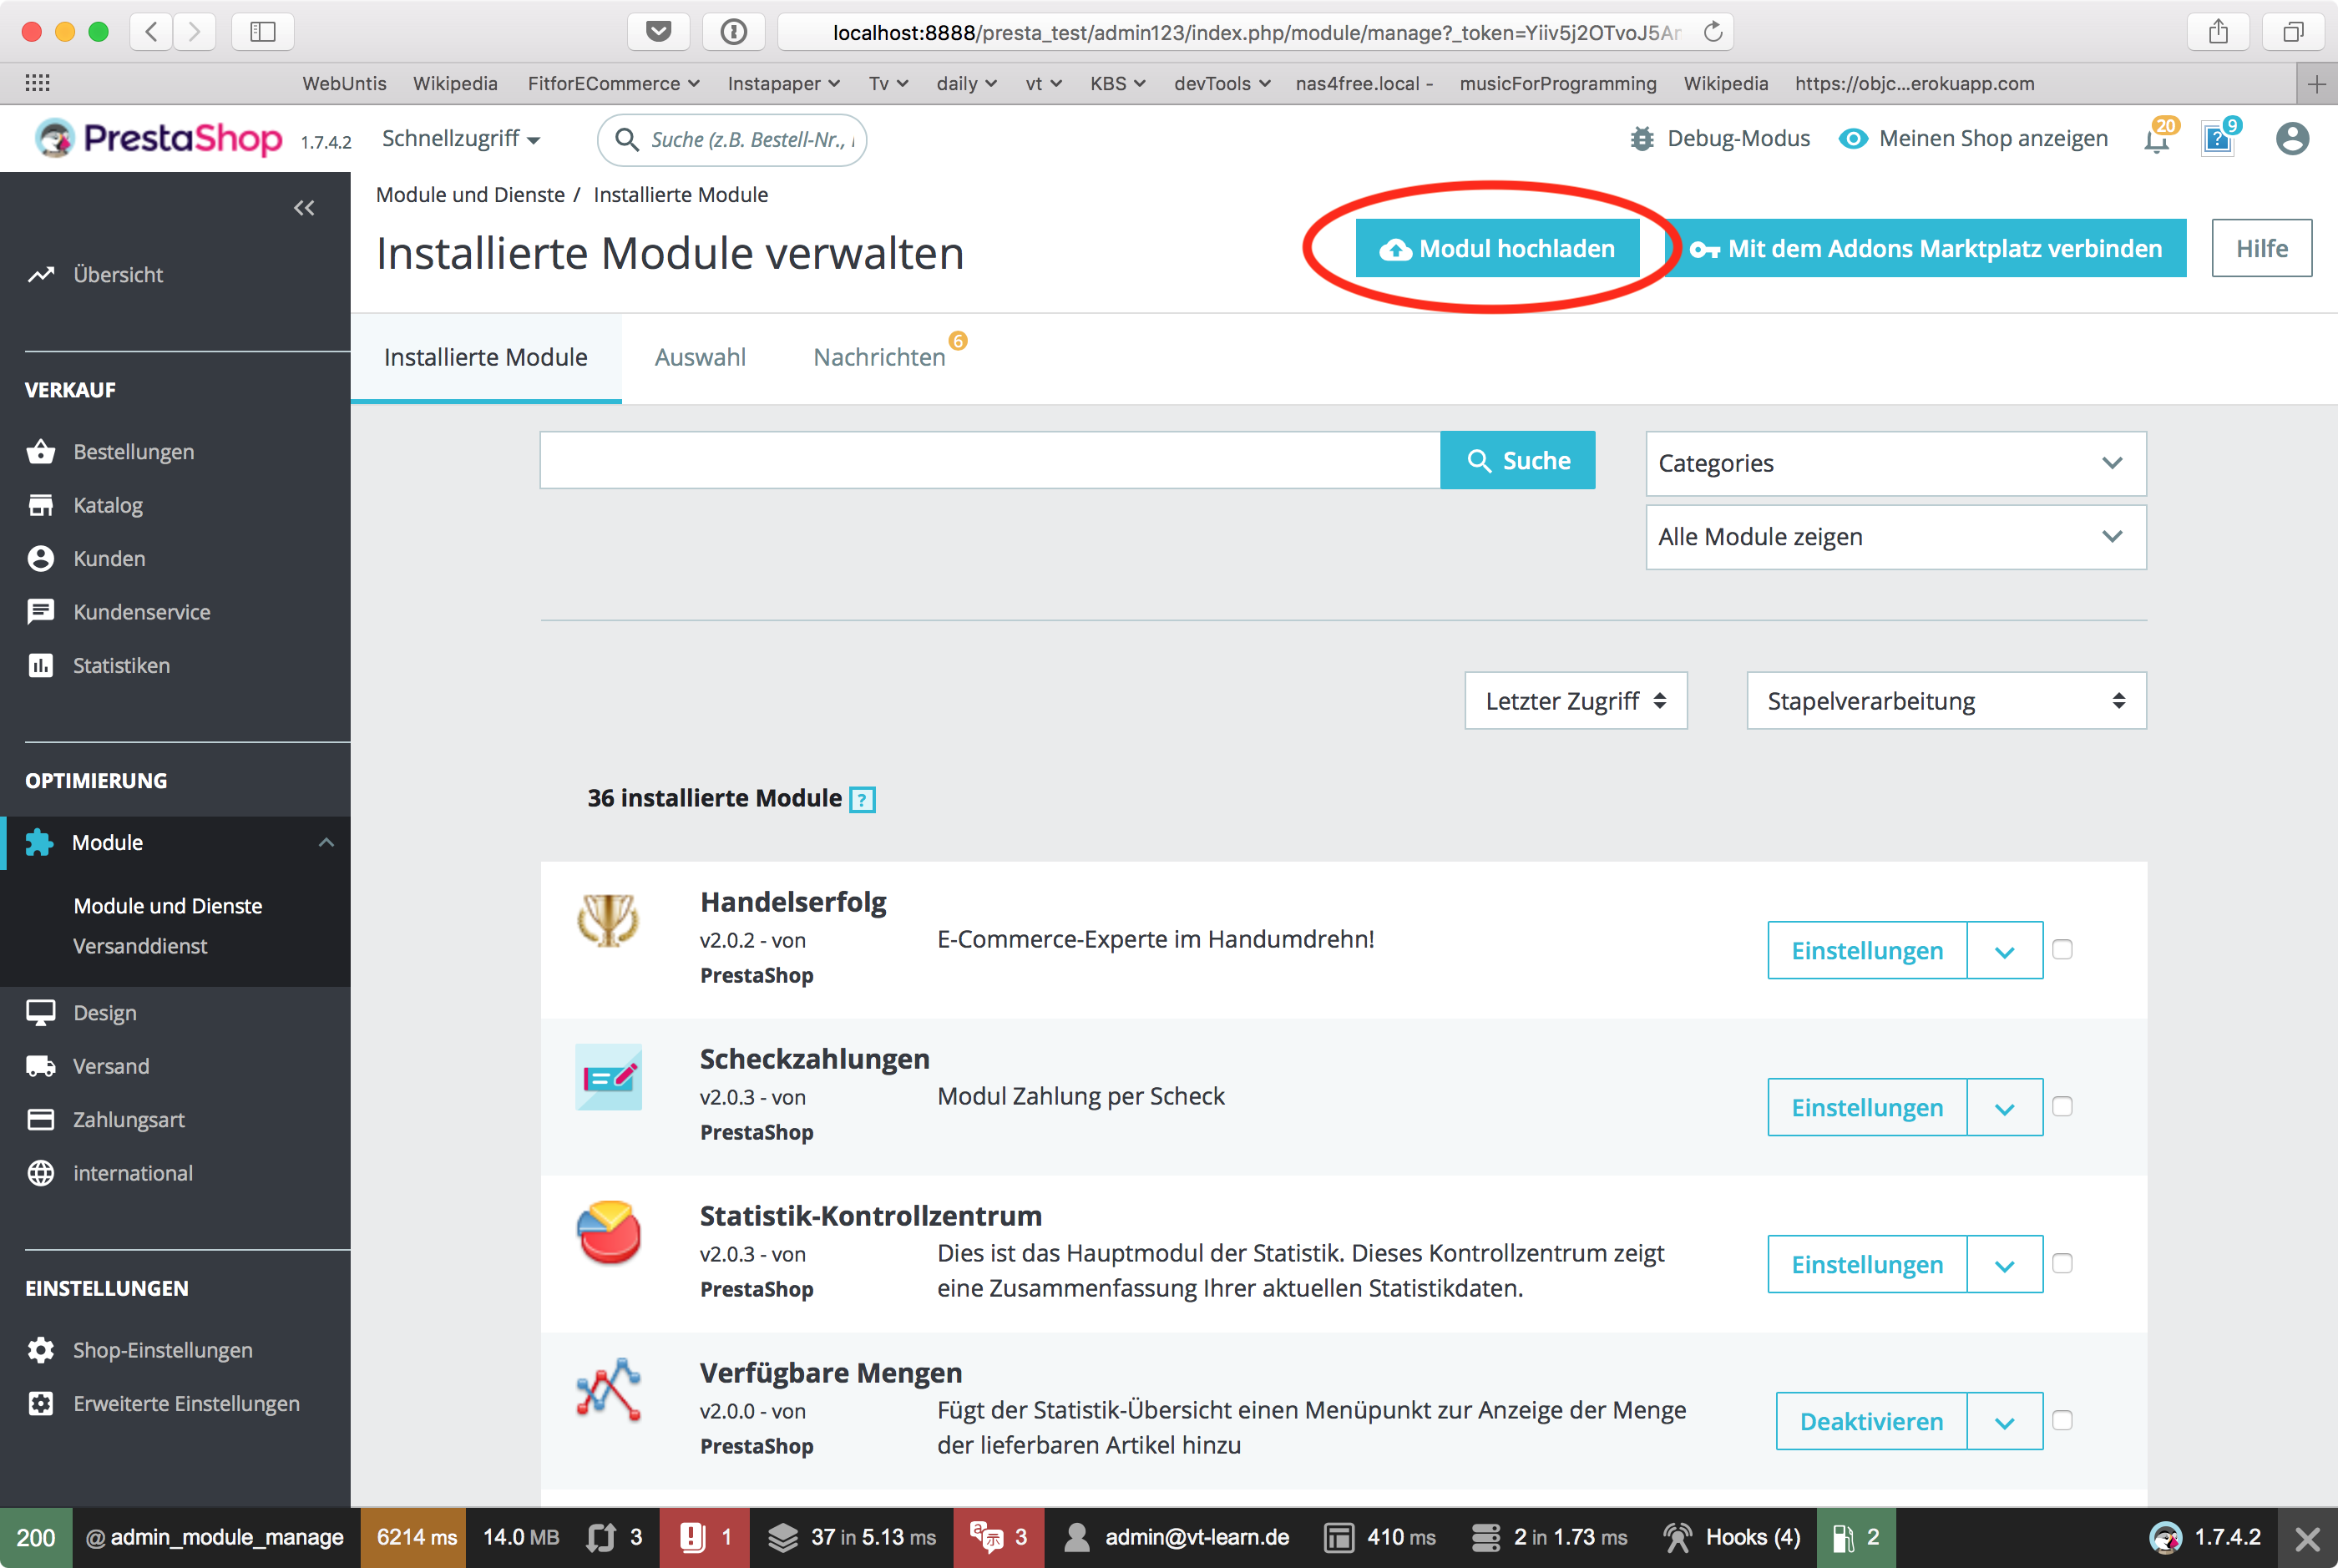 localhost:8888/presta_test/admin123/index.php/module/manage?_token=Yiiv5j2OTvoJ5Ar
WebUntis Wikipedia FitforECommerce Instapaper Tv daily vt KBS devTools nas4free.local - musicForProgramming Wikipedia https://objc...erokuapp.com
PrestaShop 1.7.4.2 Schnellzugriff Suche (z.B. Bestell-Nr., Debug-Modus Meinen Shop anzeigen 20 ? 9
Module und Dienste / Installierte Module
Installierte Module verwalten
Modul hochladen
Mit dem Addons Marktplatz verbinden
Hilfe
Übersicht
VERKAUF
Bestellungen
Katalog
Kunden
Kundenservice
Statistiken
OPTIMIERUNG
Module
Module und Dienste
Versanddienst
Design
Versand
Zahlungsart
international
EINSTELLUNGEN
Shop-Einstellungen
Erweiterte Einstellungen
Installierte Module Auswahl Nachrichten 6
Suche
Categories
Alle Module zeigen
Letzter Zugriff
Stapelverarbeitung
36 installierte Module ?
Handelserfolg
v2.0.2 - von
PrestaShop
E-Commerce-Experte im Handumdrehn!
Einstellungen
Scheckzahlungen
v2.0.3 - von
PrestaShop
Modul Zahlung per Scheck
Einstellungen
Statistik-Kontrollzentrum
v2.0.3 - von
PrestaShop
Dies ist das Hauptmodul der Statistik. Dieses Kontrollzentrum zeigt
eine Zusammenfassung Ihrer aktuellen Statistikdaten.
Einstellungen
Verfügbare Mengen
v2.0.0 - von
PrestaShop
Fügt der Statistik-Übersicht einen Menüpunkt zur Anzeige der Menge
der lieferbaren Artikel hinzu
Deaktivieren
200 @ admin_module_manage 6214 ms 14.0 MB 3 1 37 in 5.13 ms 3 admin@vt-learn.de 410 ms 2 in 1.73 ms Hooks (4) 2 1.7.4.2